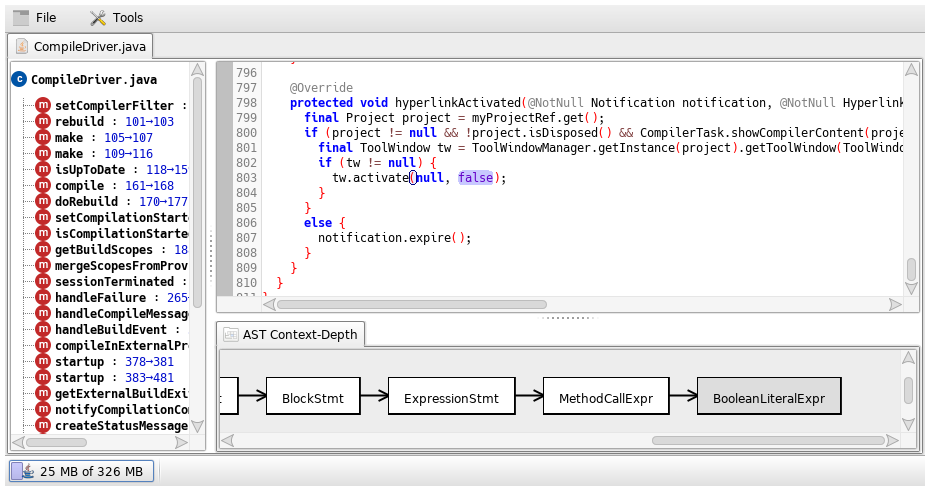 File Tools
CompileDriver.java
CompileDriver.java
setCompilerFilter :
rebuild : 101→103
make : 105→107
make : 109→116
isUpToDate : 118→15
compile : 161→168
doRebuild : 170→177
setCompilationStart
isCompilationStarte
getBuildScopes : 18
mergeScopesFromProv
sessionTerminated :
handleFailure : 265
handleCompileMessag
handleBuildEvent :
compileInExternalPr
startup : 378→381
startup : 383→481
getExternalBuildExi
notifyCompilationCo
createStatusMessage
796
797 @Override
798 protected void hyperlinkActivated(@NotNull Notification notification, @NotNull Hyperlink
799 final Project project = myProjectRef.get();
800 if (project != null && !project.isDisposed() && CompilerTask.showCompilerContent(proje
801 final ToolWindow tw = ToolWindowManager.getInstance(project).getToolWindow(ToolWindo
802 if (tw != null) {
803 tw.activate(null, false);
804 }
805 }
806 else {
807 notification.expire();
808 }
809 }
810 }
811 }
AST Context-Depth
t BlockStmt ExpressionStmt MethodCallExpr BooleanLiteralExpr
25 MB of 326 MB